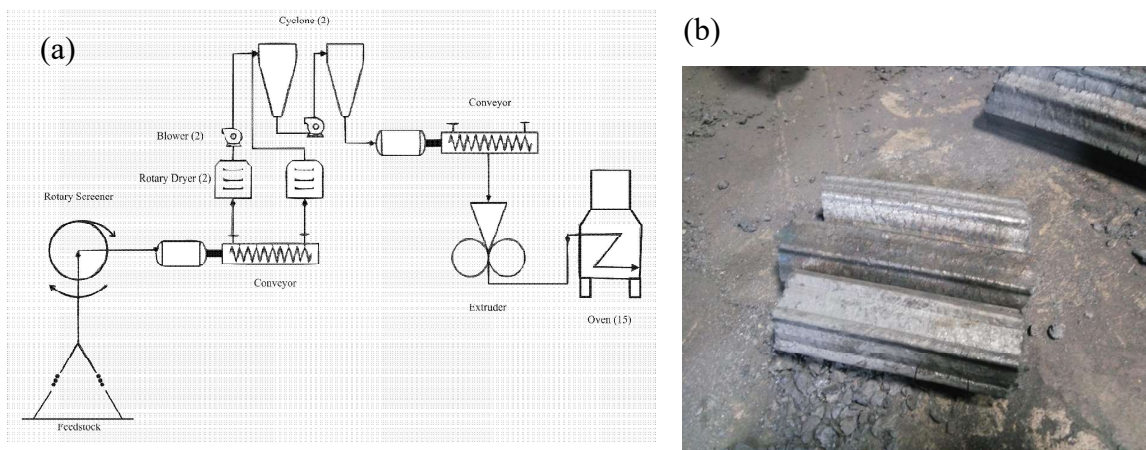 (a)
(b)
Cyclone (2)
Conveyor
Blower (2)
Rotary Dryer (2)
Rotary Screener
Conveyor
Extruder
Oven (15)
Feedstock